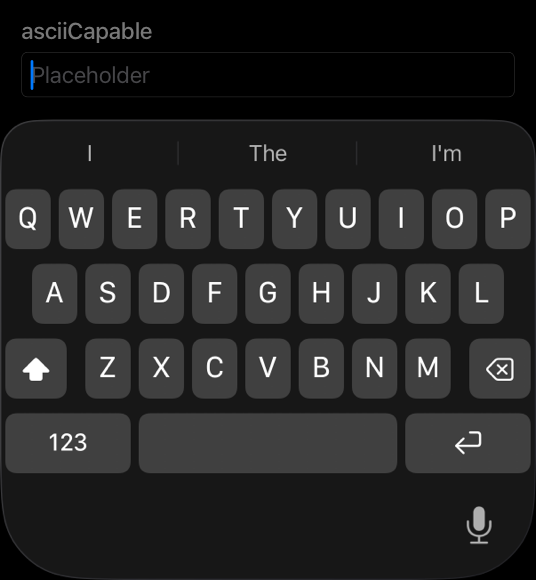 asciiCapable
Placeholder
I The I'm
Q W E R T Y U I O P
A S D F G H J K L
Z X C V B N M
123